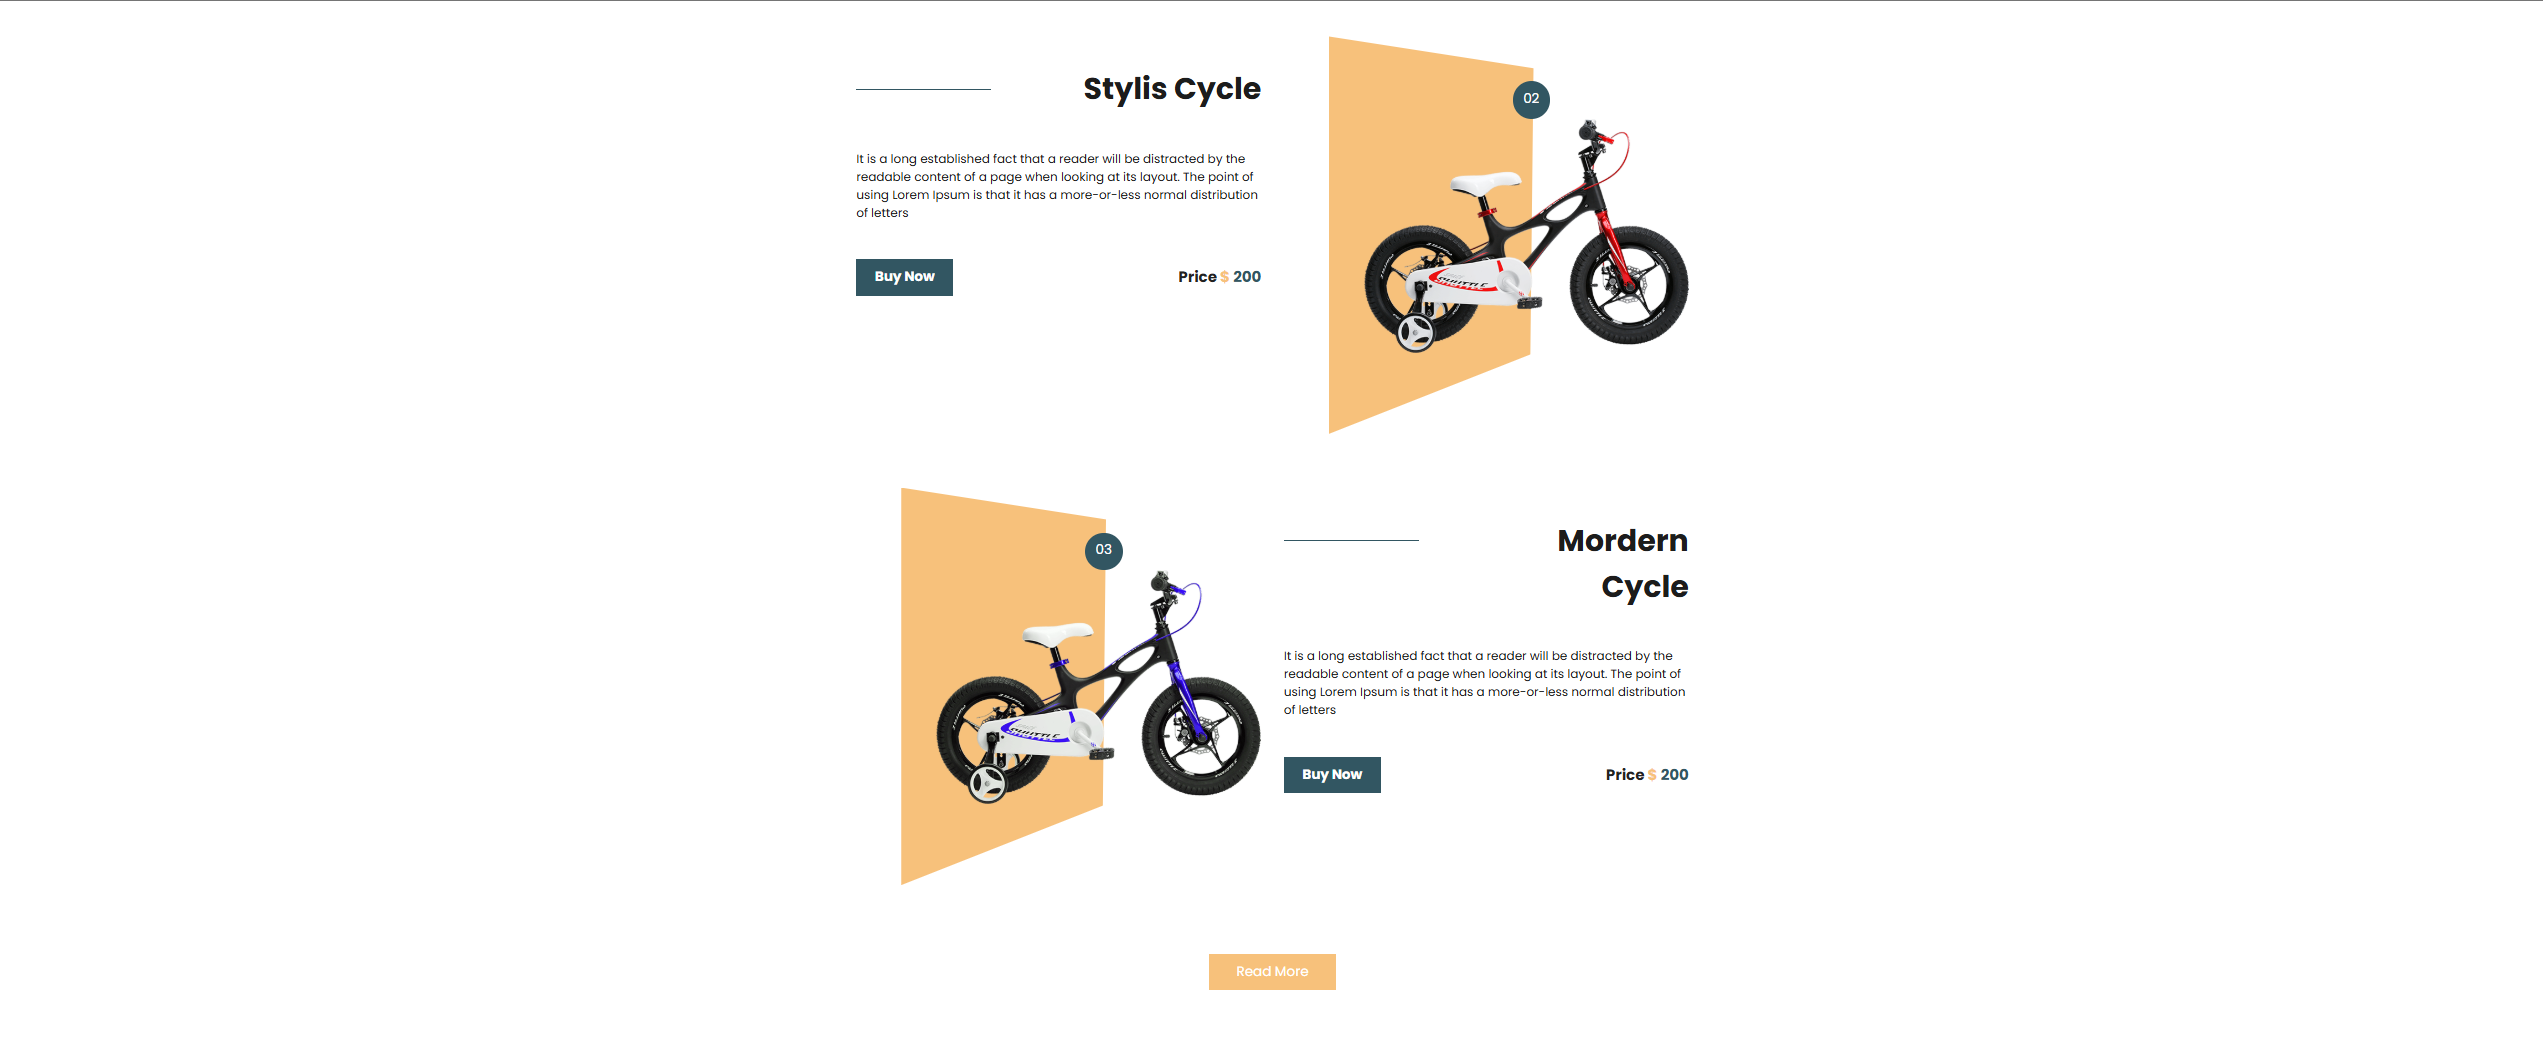 Stylis Cycle
02
It is a long established fact that a reader will be distracted by the
readable content of a page when looking at its layout. The point of
using Lorem Ipsum is that it has a more-or-less normal distribution
of letters
Buy Now
Price $ 200
SHUTTLE
03
Mordern
Cycle
It is a long established fact that a reader will be distracted by the
readable content of a page when looking at its layout. The point of
using Lorem Ipsum is that it has a more-or-less normal distribution
of letters
Buy Now
Price $ 200
SHUTTLE
Read More